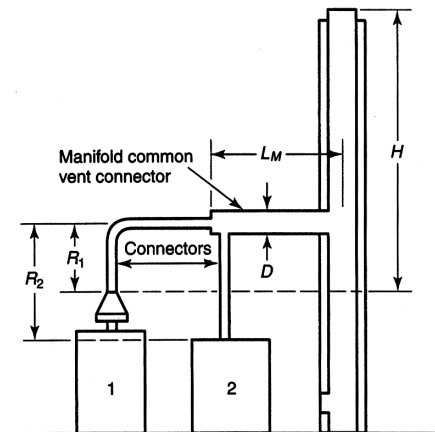 Manifold common
vent connector
L_M
H
Connectors
R_1
R_2
D
1
2